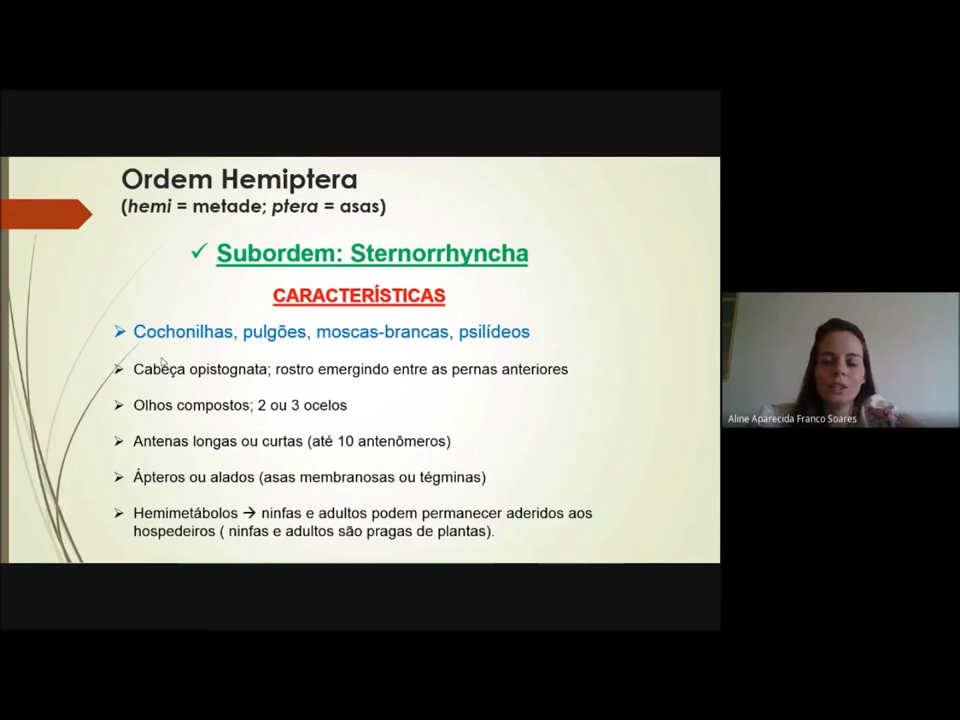 Ordem Hemiptera
(hemi = metade; ptera = asas)
✓ Subordem: Sternorrhyncha
CARACTERÍSTICAS
➢ Cochonilhas, pulgões, moscas-brancas, psilídeos
➢ Cabeça opistognata; rostro emergindo entre as pernas anteriores
➢ Olhos compostos; 2 ou 3 ocelos
➢ Antenas longas ou curtas (até 10 antenômeros)
➢ Ápteros ou alados (asas membranosas ou tégminas)
➢ Hemimetábolos → ninfas e adultos podem permanecer aderidos aos
hospedeiros ( ninfas e adultos são pragas de plantas).
Aline Aparecida Franco Soares